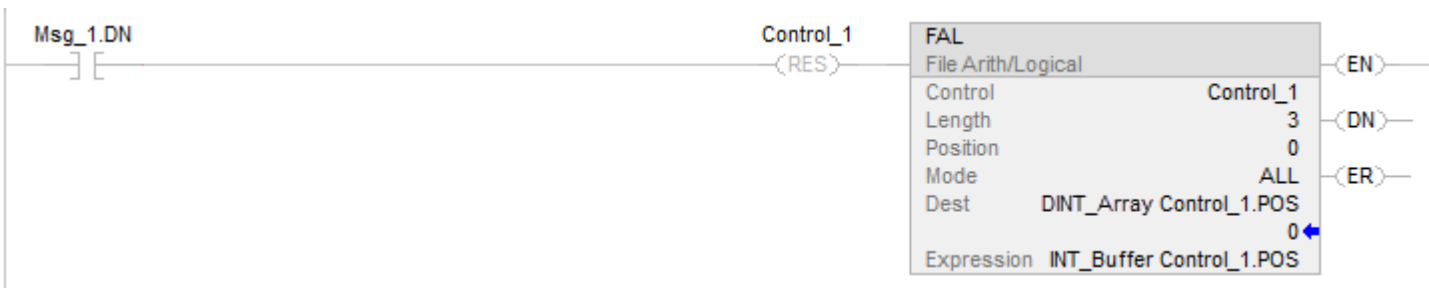 Msg_1.DN
Control_1
(RES)
FAL
File Arith/Logical
(EN)
Control Control_1
Length 3
(DN)
Position 0
Mode ALL
(ER)
Dest DINT_Array Control_1.POS
0
Expression INT_Buffer Control_1.POS